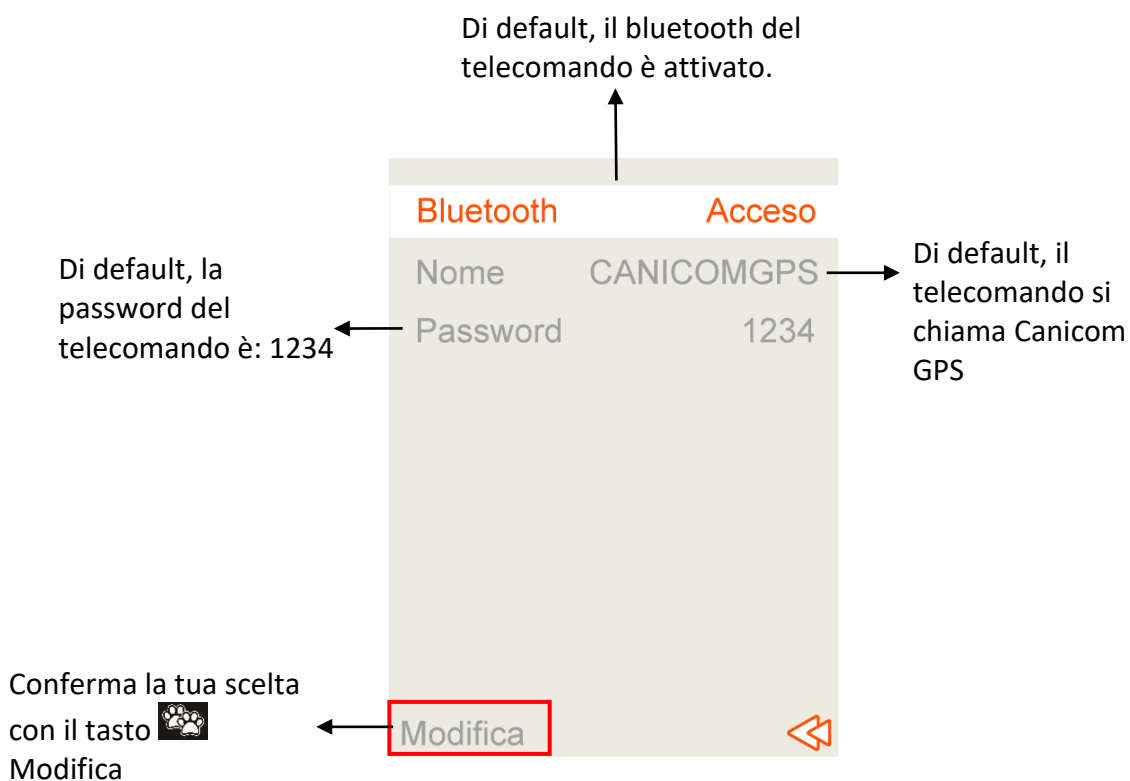 Di default, il bluetooth del
telecomando è attivato.
Bluetooth Acceso
Nome CANICOMGPS
Password 1234
Di default, la
password del
telecomando è: 1234
Di default, il
telecomando si
chiama Canicom
GPS
Conferma la tua scelta
con il tasto
Modifica
Modifica